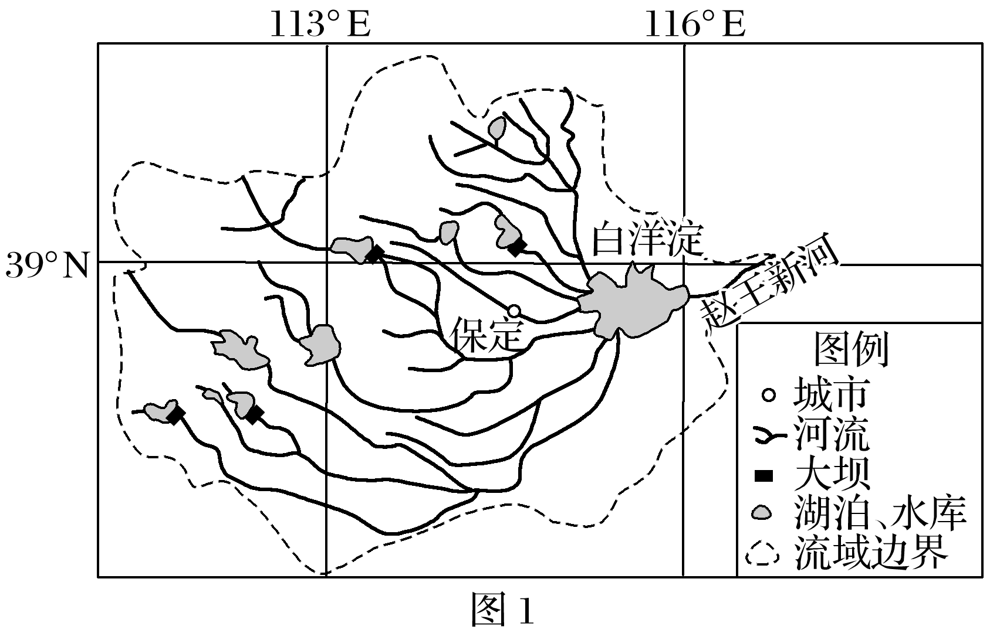 113°E
116°E
39°N
白洋淀
赵王新河
保定
图例
城市
河流
大坝
湖泊、水库
流域边界
图1